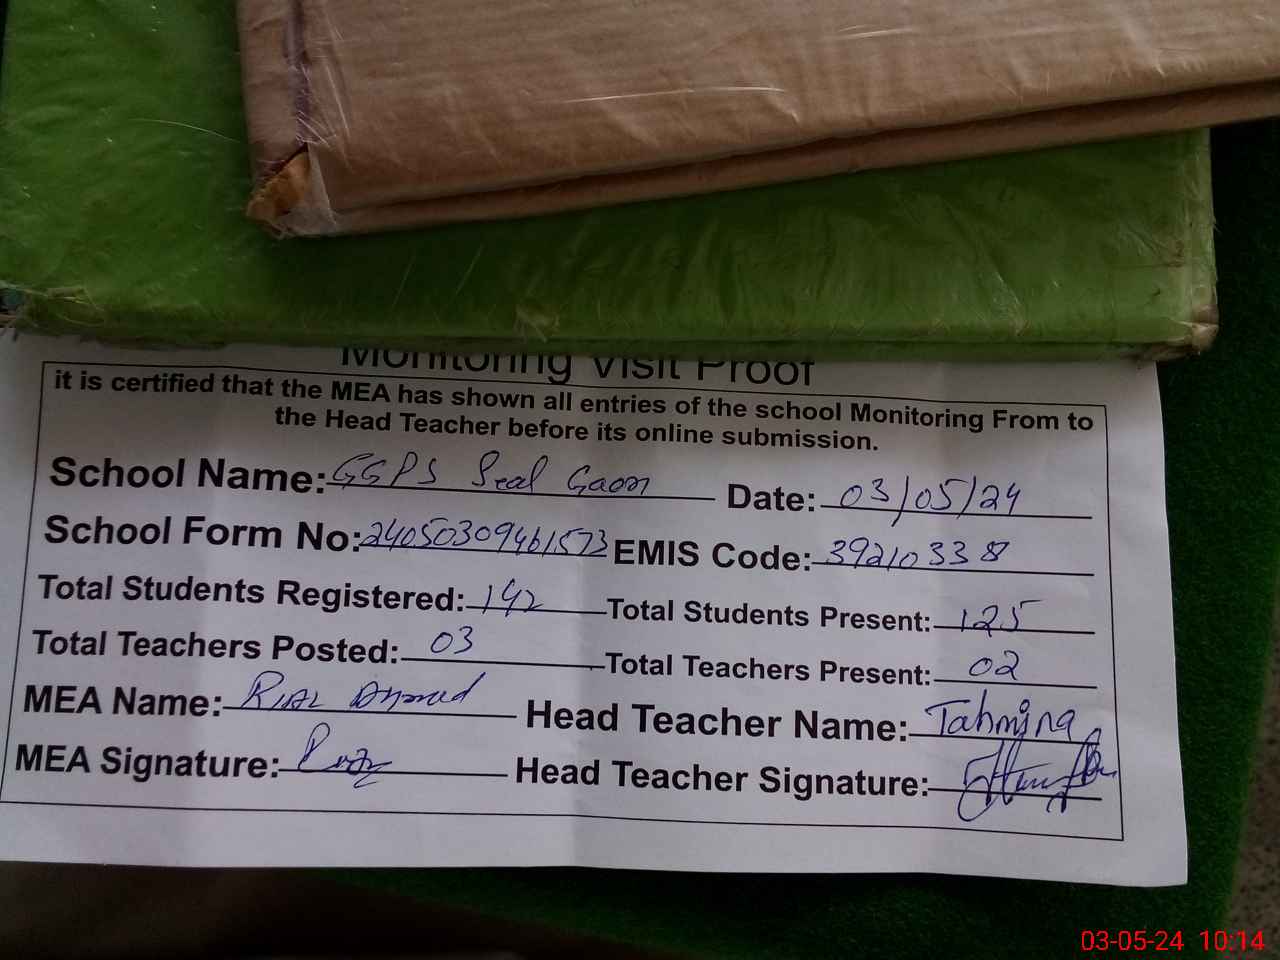 Monitoring Visit Proof
it is certified that the MEA has shown all entries of the school Monitoring From to
the Head Teacher before its online submission.
School Name: GGPS Seal Gaon Date: 03/05/24
School Form No: 24050309461573 EMIS Code: 39210338
Total Students Registered: 142 Total Students Present: 125
Total Teachers Posted: 03 Total Teachers Present: 02
MEA Name: Riaz Ahmad Head Teacher Name: Tahmina
MEA Signature: Head Teacher Signature:
03-05-24 10:14